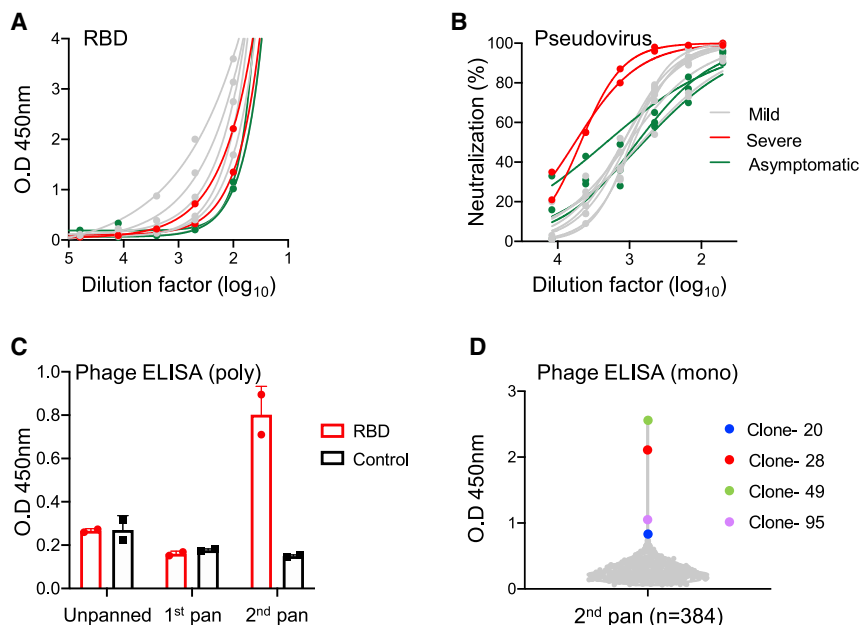 A
RBD
4
3
2
1
0
5 4 3 2 1
O.D 450nm
Dilution factor (log10)
B
Pseudovirus
100
80
60
40
20
0
4 3 2
Neutralization (%)
Dilution factor (log10)
Mild
Severe
Asymptomatic
C
Phage ELISA (poly)
1.0
0.8
0.6
0.4
0.2
0.0
O.D 450nm
Unpanned 1st pan 2nd pan
RBD
Control
D
Phage ELISA (mono)
3
2
1
0
O.D 450nm
2nd pan (n=384)
Clone- 20
Clone- 28
Clone- 49
Clone- 95